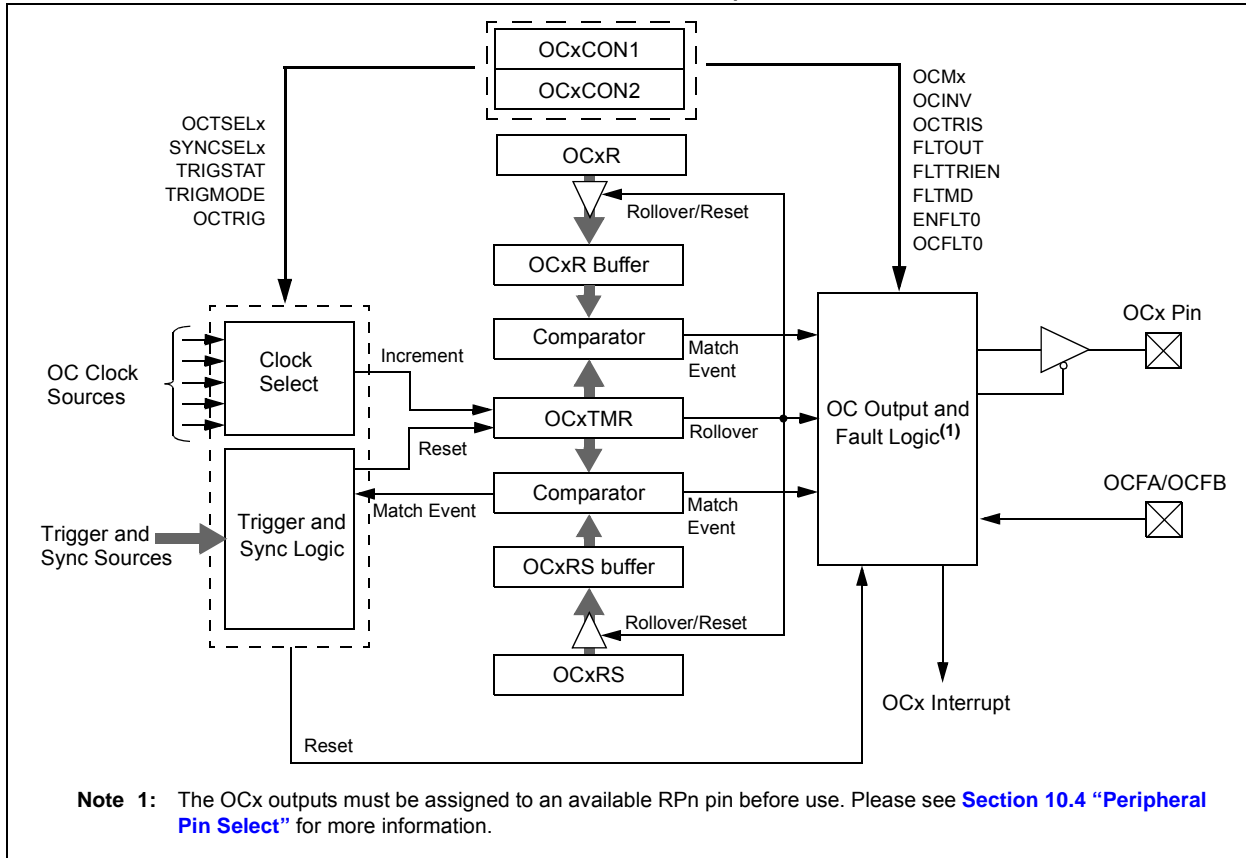 OCxCON1
OCxCON2
OCTSELx
SYNCSELx
TRIGSTAT
TRIGMODE
OCTRIG
OCMx
OCINV
OCTRIS
FLTOUT
FLTTRIEN
FLTMD
ENFLT0
OCFLT0
OCxR
Rollover/Reset
OCxR Buffer
Comparator
Match
Event
OC Clock
Sources
Clock
Select
Increment
OCxTMR
Rollover
Reset
OC Output and
Fault Logic(1)
OCx Pin
Trigger and
Sync Sources
Trigger and
Sync Logic
Match Event
Comparator
Match
Event
OCFA/OCFB
OCxRS buffer
Rollover/Reset
OCxRS
OCx Interrupt
Reset
Note 1: The OCx outputs must be assigned to an available RPn pin before use. Please see Section 10.4 “Peripheral
Pin Select” for more information.